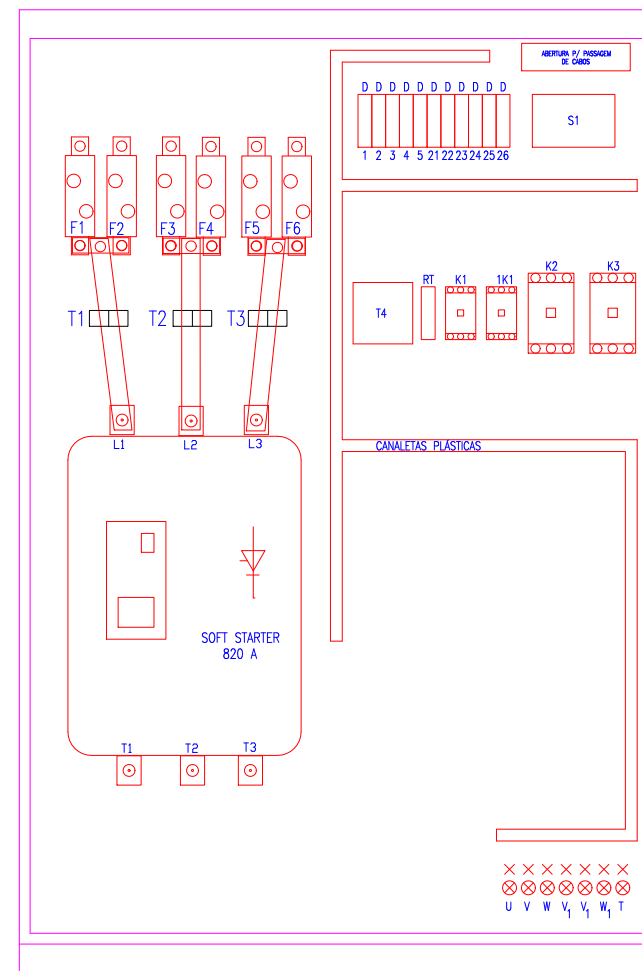 ABERTURA P/ PASSAGEM
DE CABOS
D D D D D D D D D D D
S1
1 2 3 4 5 21 22 23 24 25 26
F1 F2 F3 F4 F5 F6
K2 K3
RT K1 1K1
T1 T2 T3
T4
L1 L2 L3
CANALETAS PLÁSTICAS
SOFT STARTER
820 A
T1 T2 T3
U V W V1 V1 W1 T